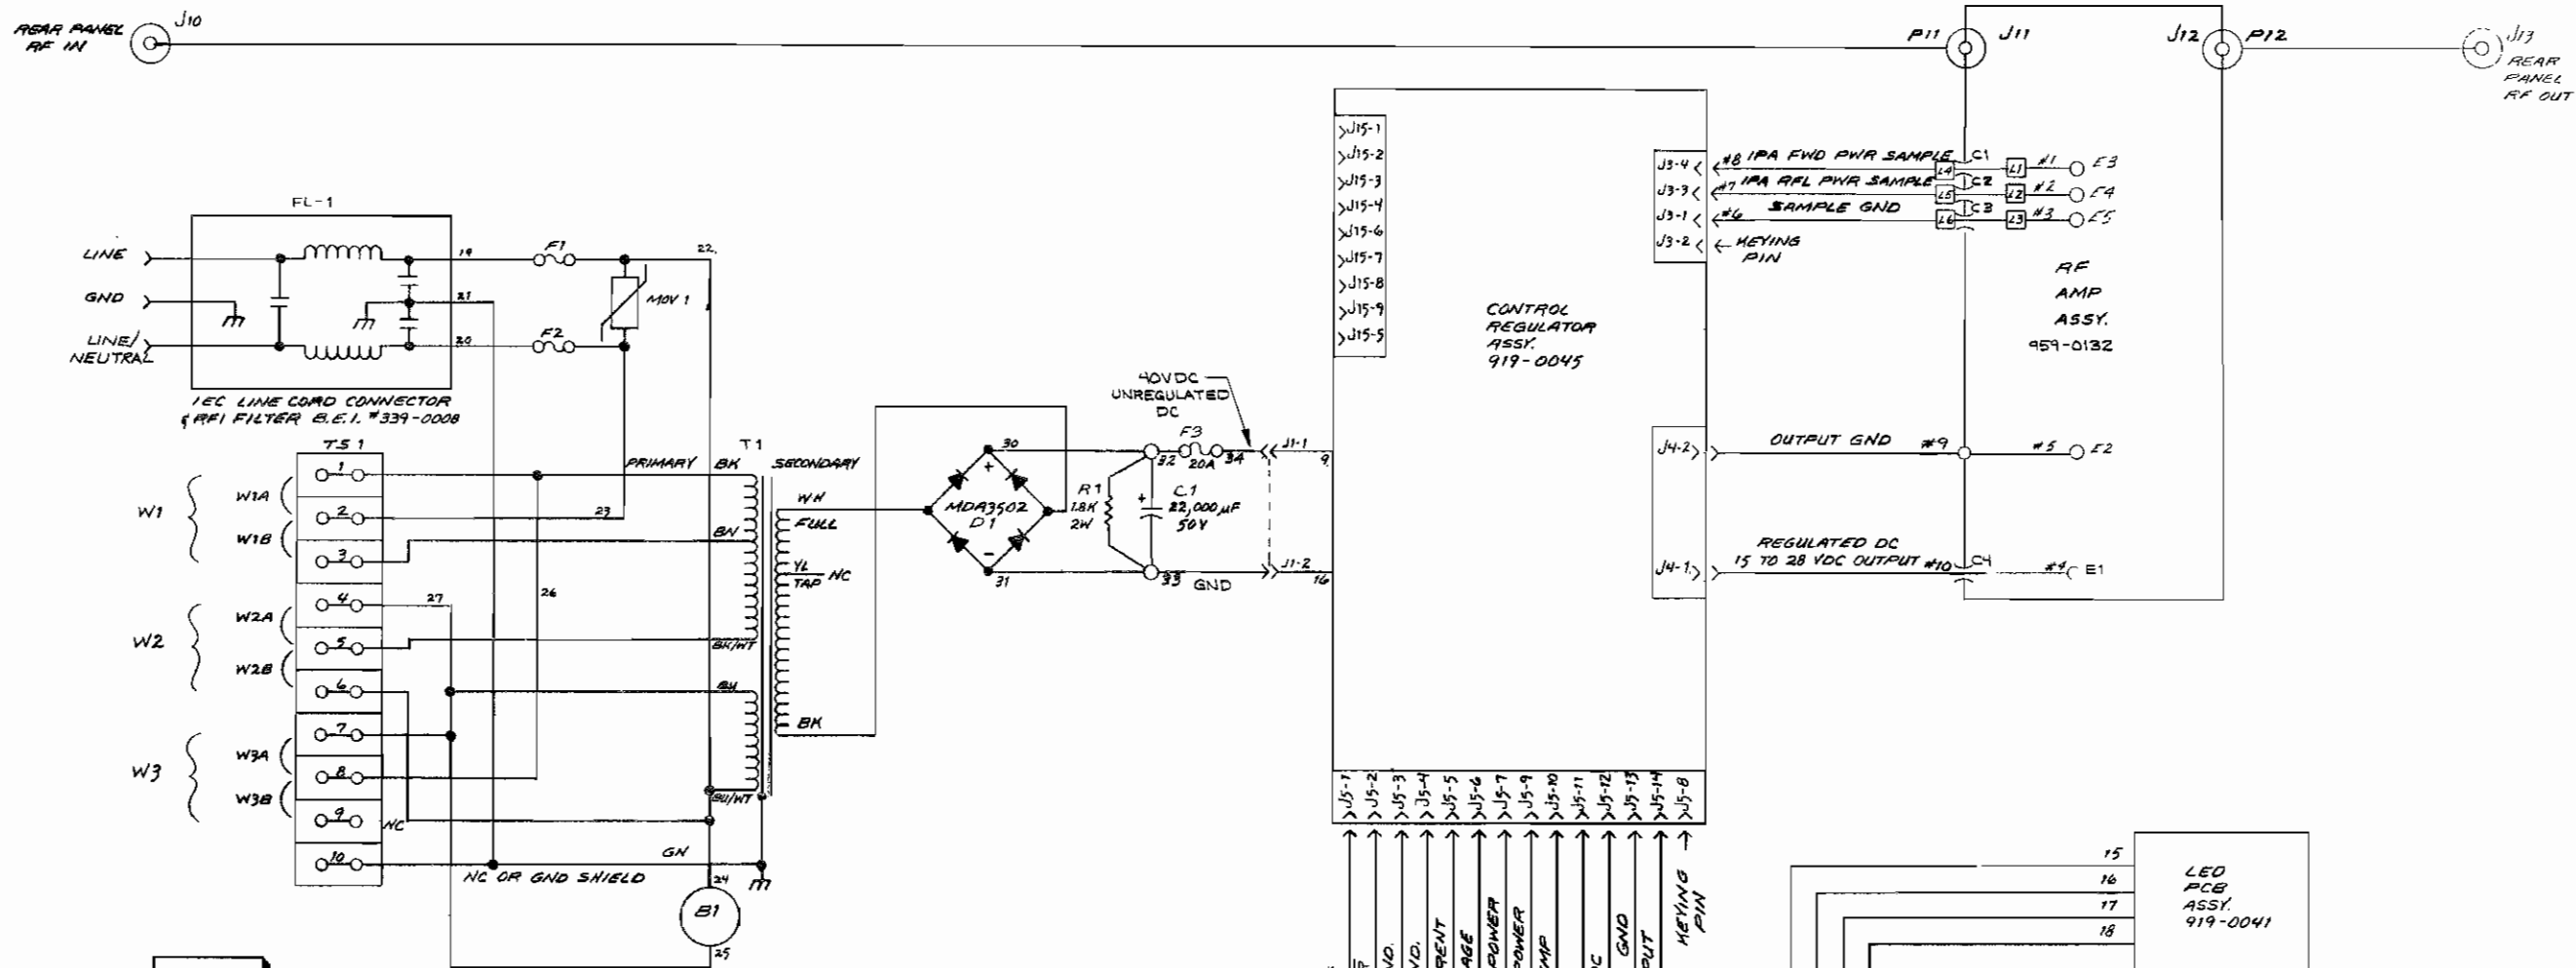 REAR PANEL
RF IN
J10
P11
J11
J12
P12
J13
REAR
PANEL
RF OUT
J15-1
J15-2
J15-3
J15-4
J15-6
J15-7
J15-8
J15-9
J15-5
CONTROL
REGULATOR
ASSY.
919-0045
J3-4
J3-3
J3-1
J3-2
#8 IPA FWD PWR SAMPLE
#7 IPA RFL PWR SAMPLE
#6 SAMPLE GND
KEYING
PIN
C1
C2
C3
L4
L5
L6
L1
L2
L3
#1
#2
#3
E3
E4
E5
RF
AMP
ASSY.
959-0132
FL-1
LINE
GND
LINE/
NEUTRAL
19
21
20
F1
F2
22
MOV 1
IEC LINE CORD CONNECTOR
& RFI FILTER B.E.I. #339-0008
TS 1
1
2
3
4
5
6
7
8
9
10
W1
W1A
W1B
W2
W2A
W2B
W3
W3A
W3B
NC
23
26
27
PRIMARY
BK
BN
BK/WT
BU
BU/WT
T1
SECONDARY
WH
FULL
YL
TAP
NC
BK
GN
NC OR GND SHIELD
24
B1
25
30
+
MDA3502
D1
-
31
R1
1.8K
2W
+
C1
22,000 µF
50V
32
F3
20A
34
33
GND
40VDC
UNREGULATED
DC
J1-1
9
J1-2
16
J4-2
OUTPUT GND
#9
#5
E2
J4-1
REGULATED DC
15 TO 28 VDC OUTPUT #10
C4
#4
E1
J5-1
J5-2
J5-3
J5-4
J5-5
J5-6
J5-7
J5-9
J5-10
J5-11
J5-12
J5-13
J5-14
J5-8
POWER
POWER
GND
KEYING
PIN
15
16
17
18
LED
PCB
ASSY.
919-0041